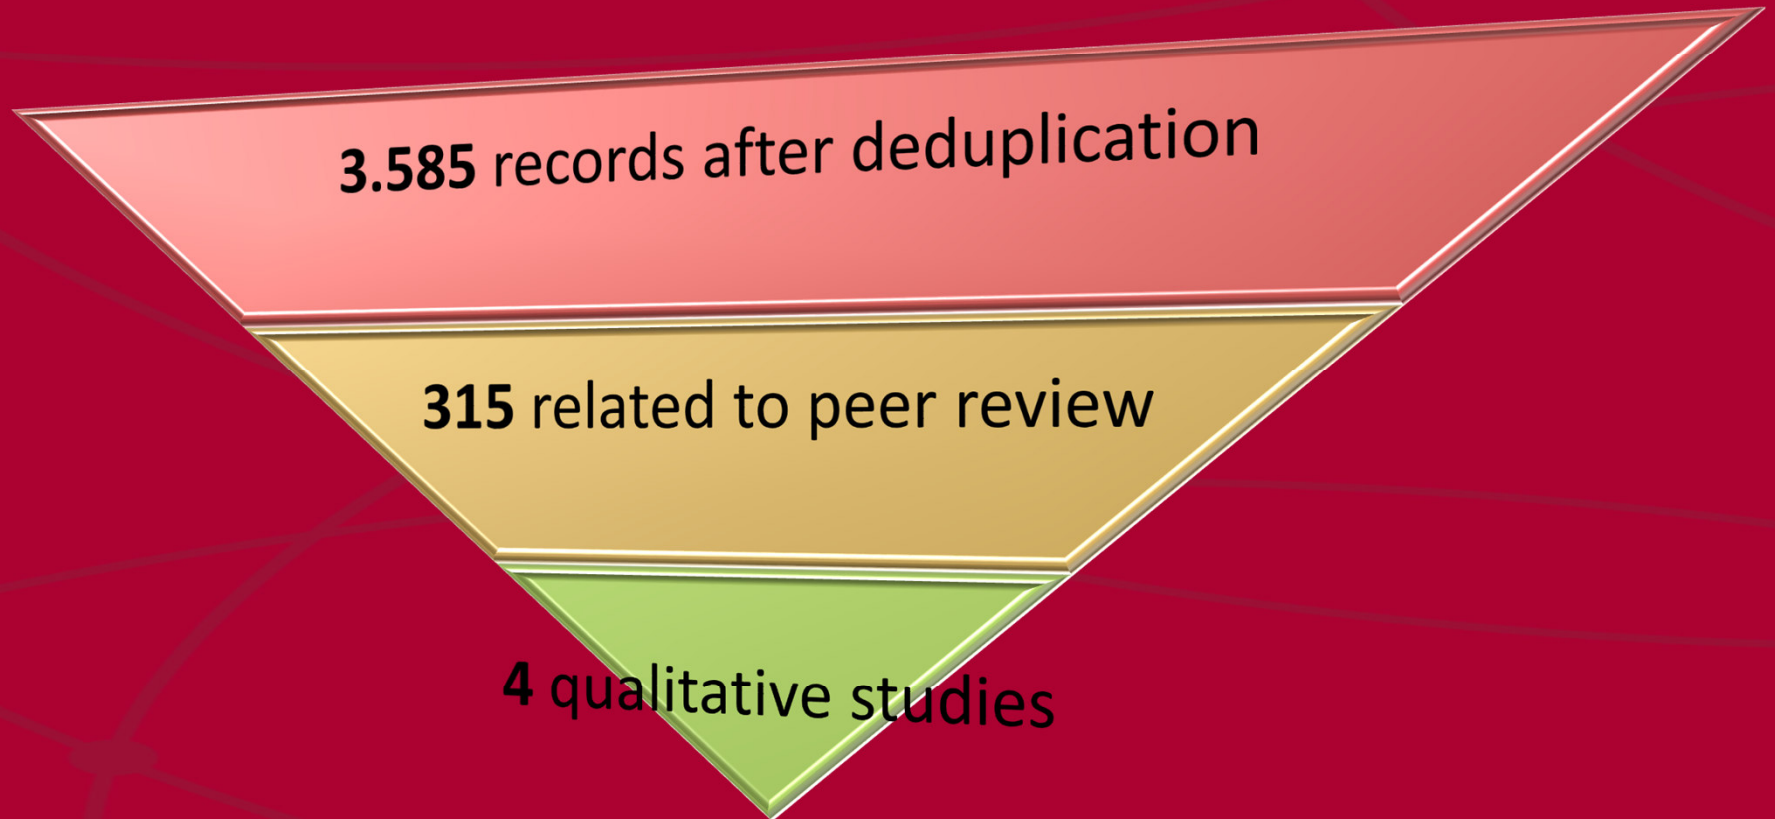 3.585 records after deduplication
315 related to peer review
4 qualitative studies